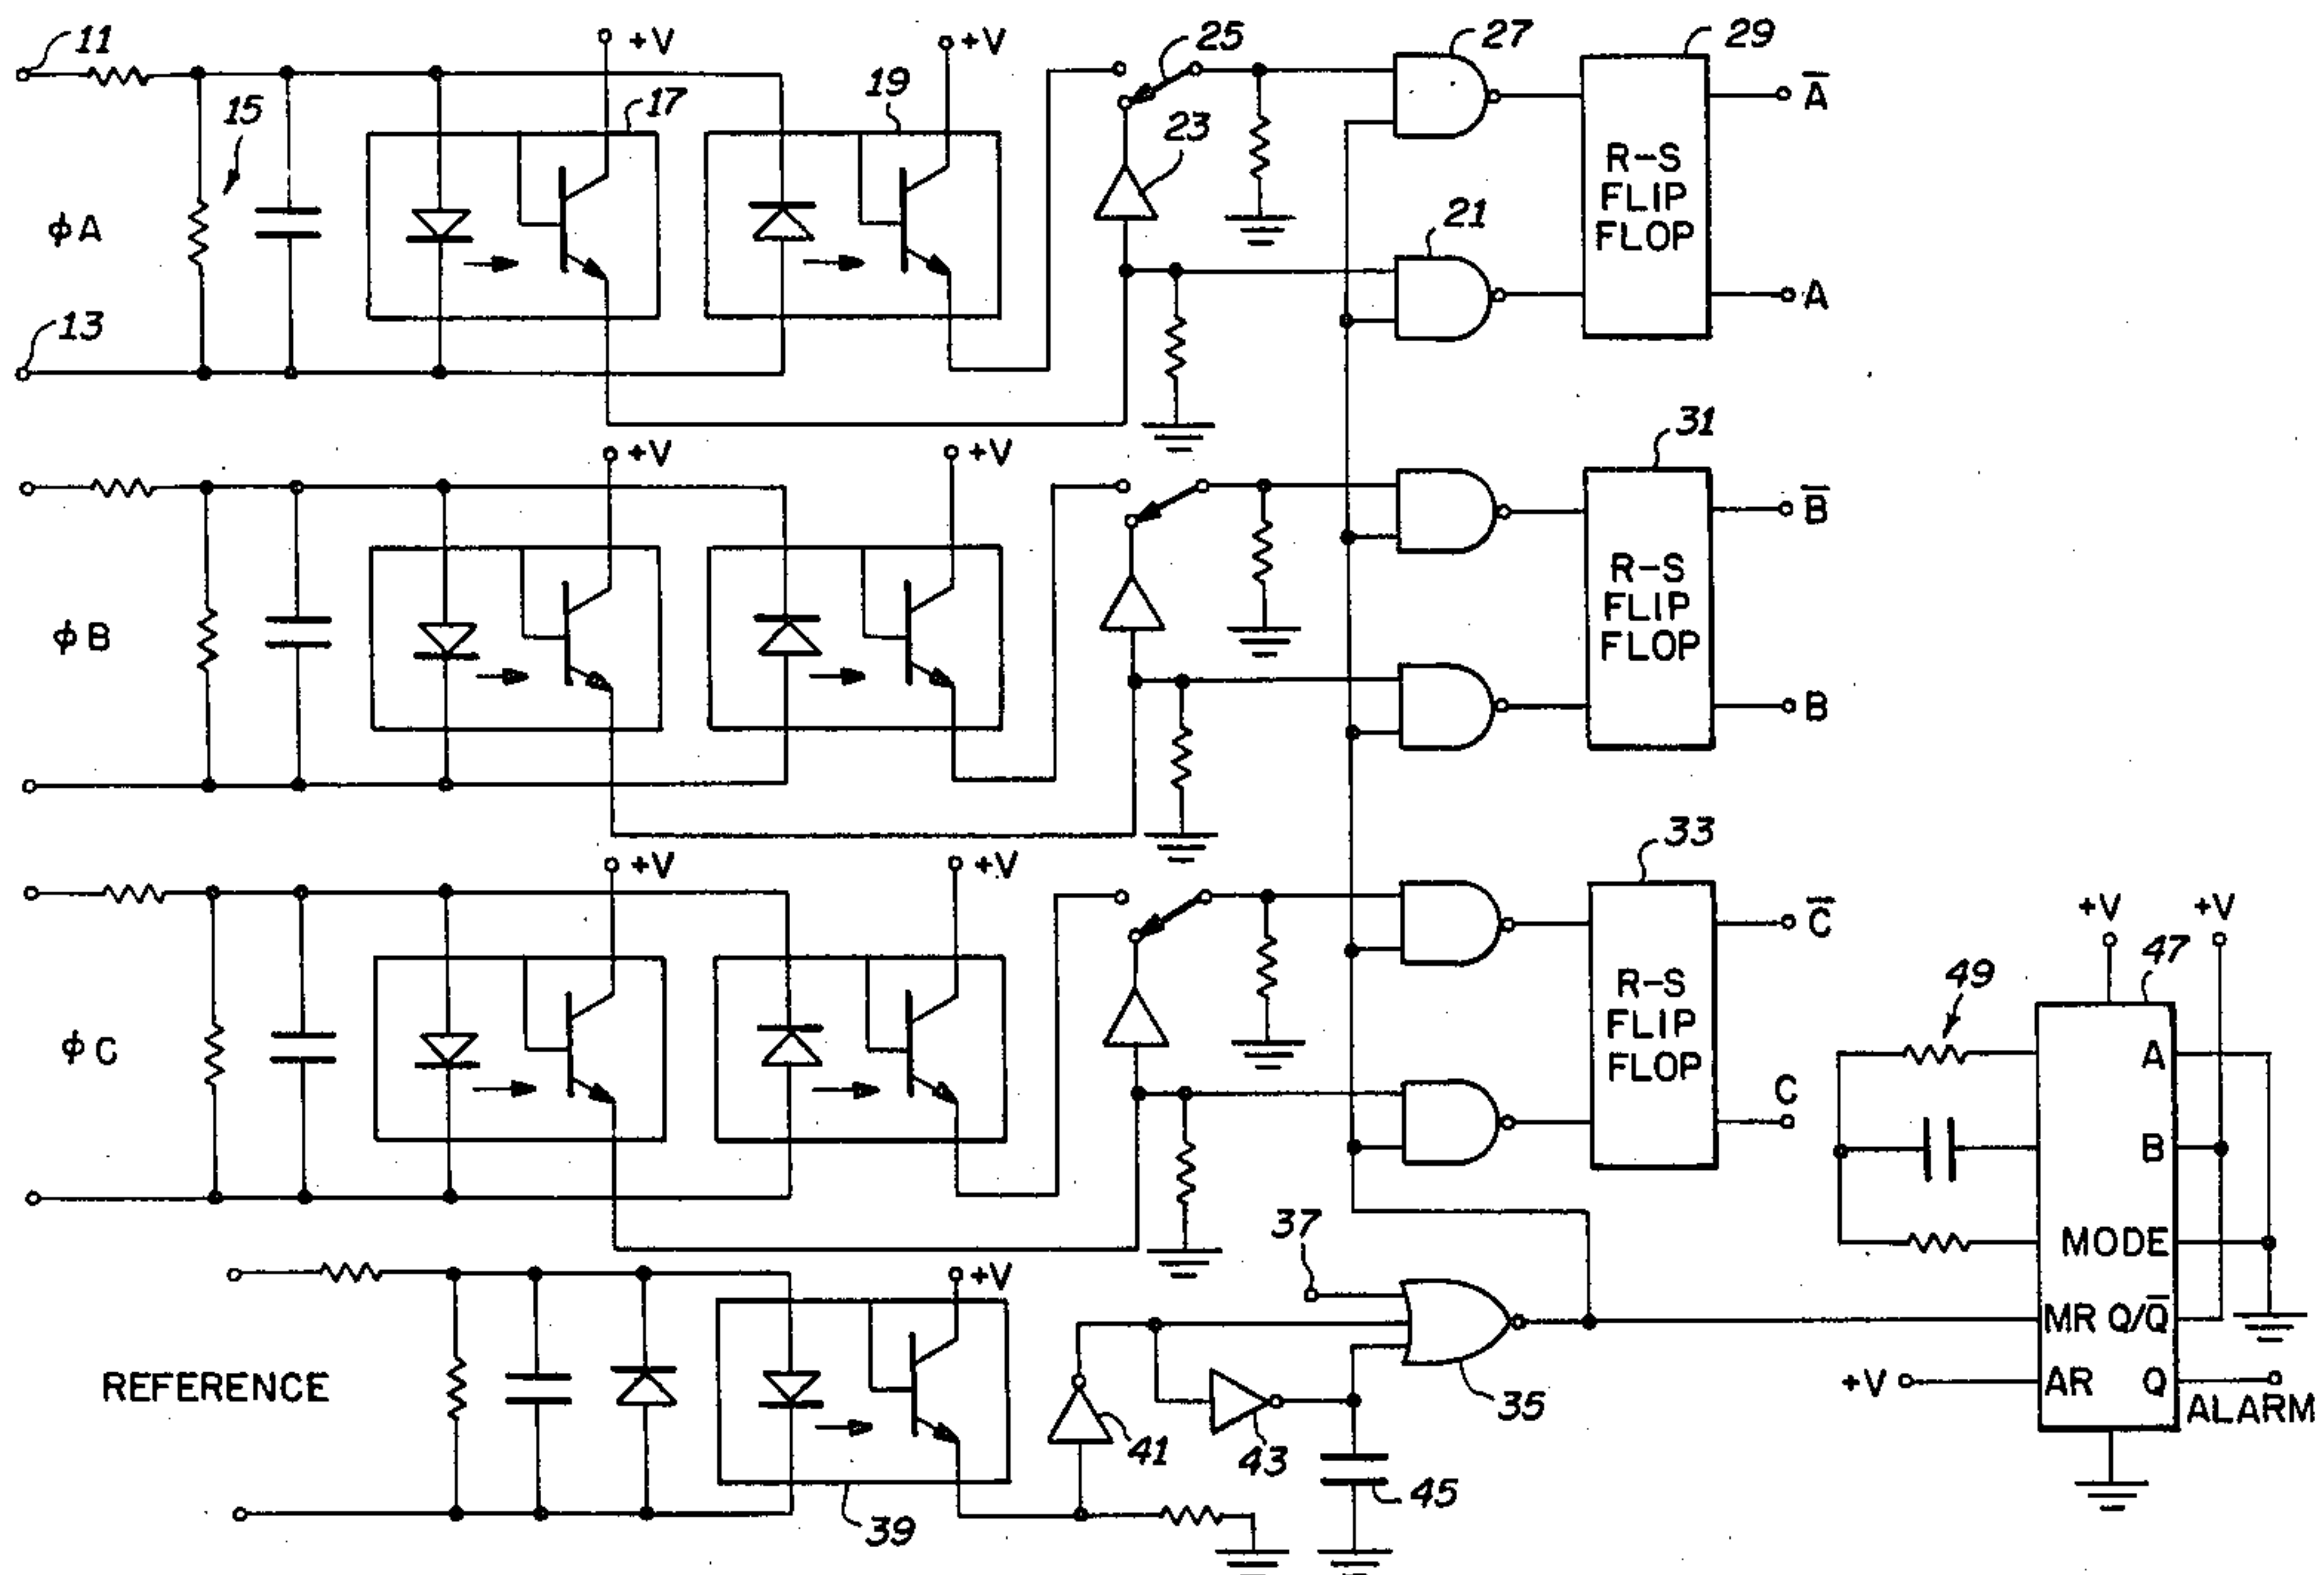 11
+V
+V
25
27
29
A̅
15
17
19
23
φA
R-S
FLIP
FLOP
21
A
13
+V
+V
31
B̅
φB
R-S
FLIP
FLOP
B
+V
+V
33
C̅
+V
+V
47
49
φC
R-S
FLIP
FLOP
A
C
B
37
MODE
+V
MR Q/Q̅
REFERENCE
35
+V
AR
Q
ALARM
41
43
45
39